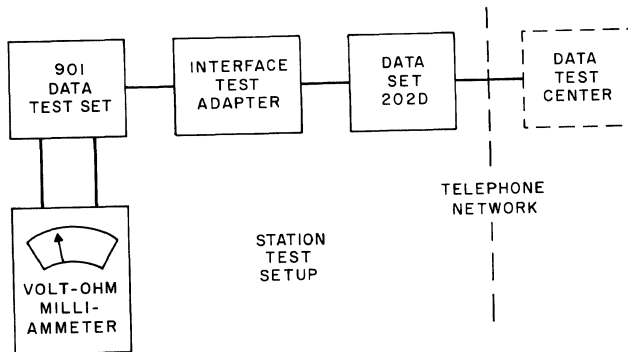 901
DATA
TEST SET
INTERFACE
TEST
ADAPTER
DATA
SET
202D
DATA
TEST
CENTER
TELEPHONE
NETWORK
STATION
TEST
SETUP
VOLT-OHM
MILLI-
AMMETER